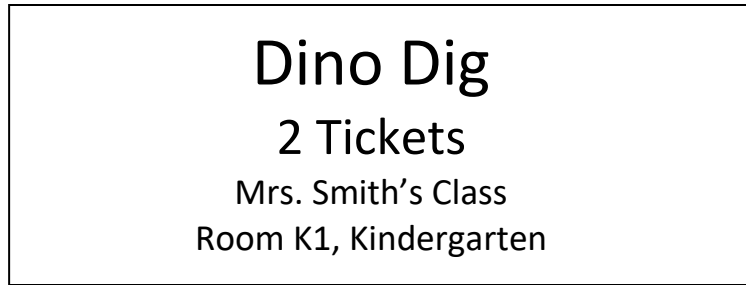 Dino Dig
2 Tickets
Mrs. Smith’s Class
Room K1, Kindergarten